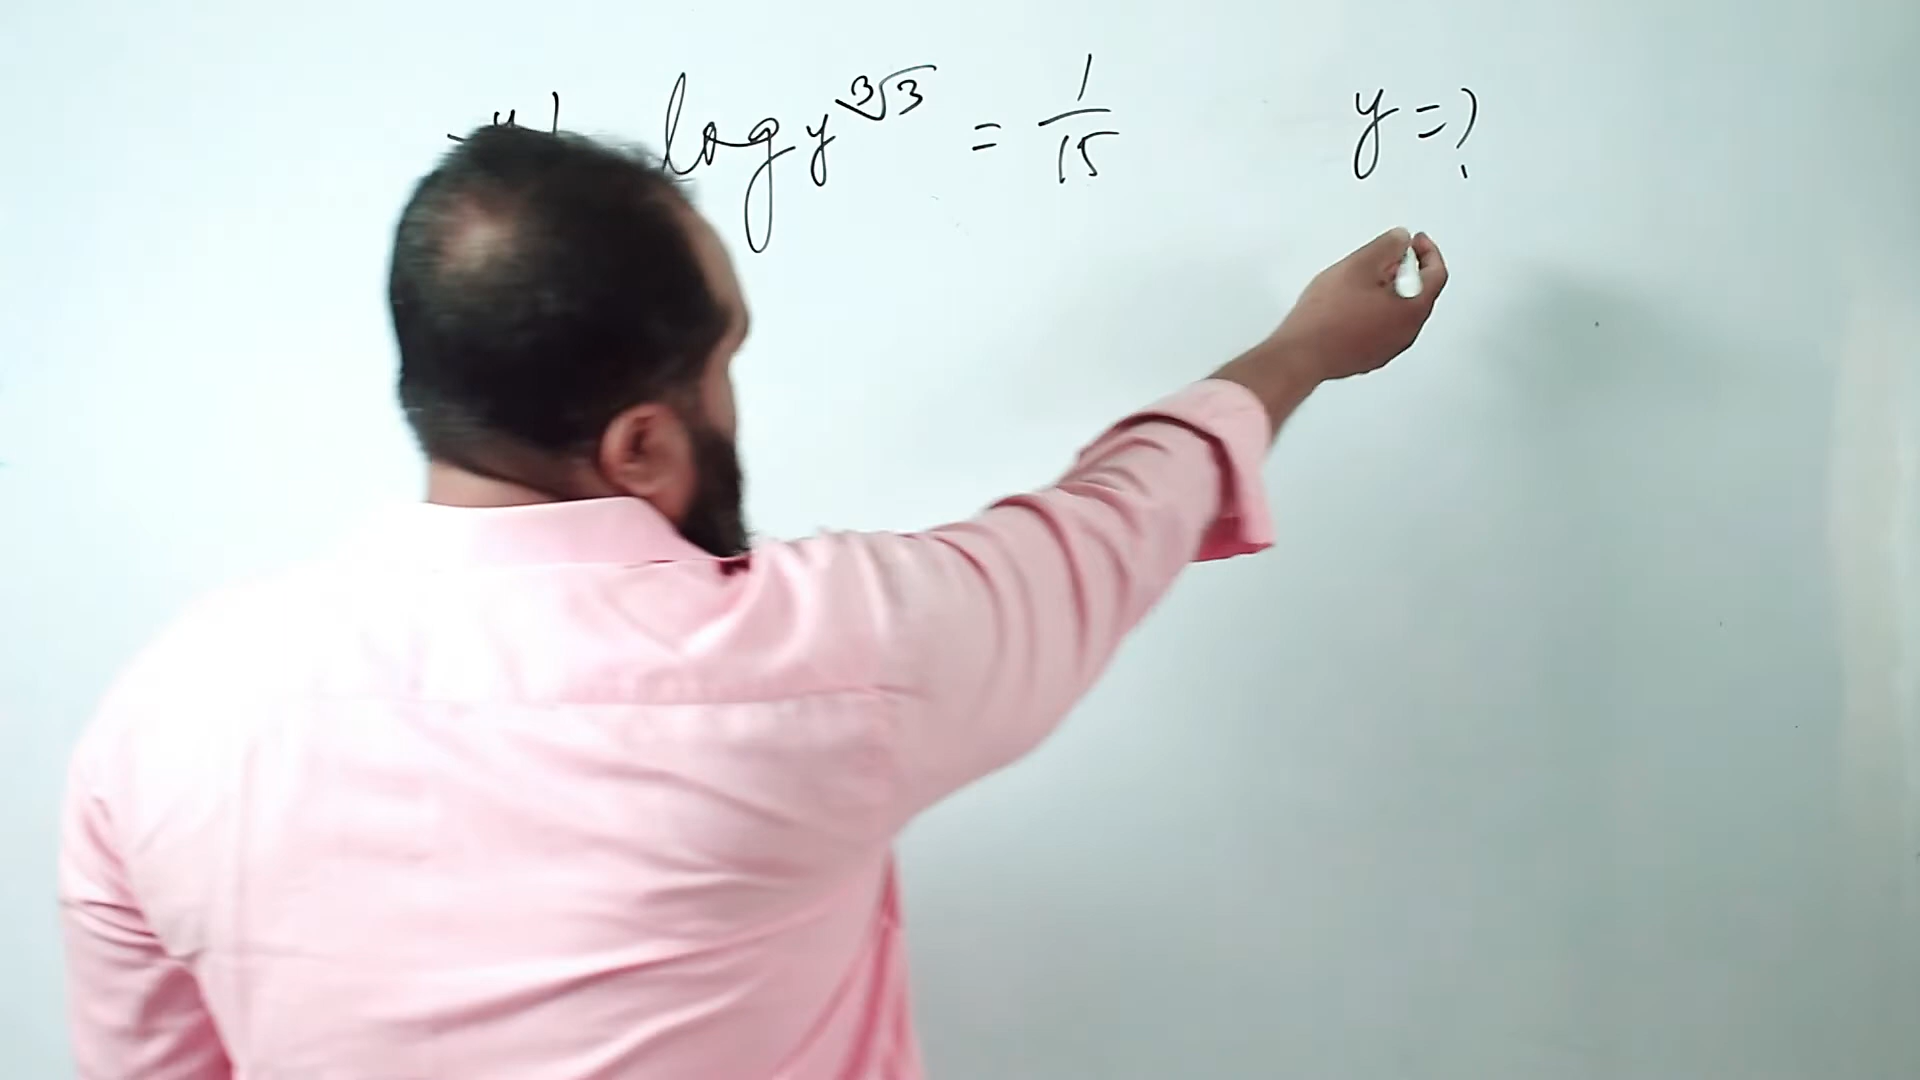 log y ∛3 = 1/15 y = ?